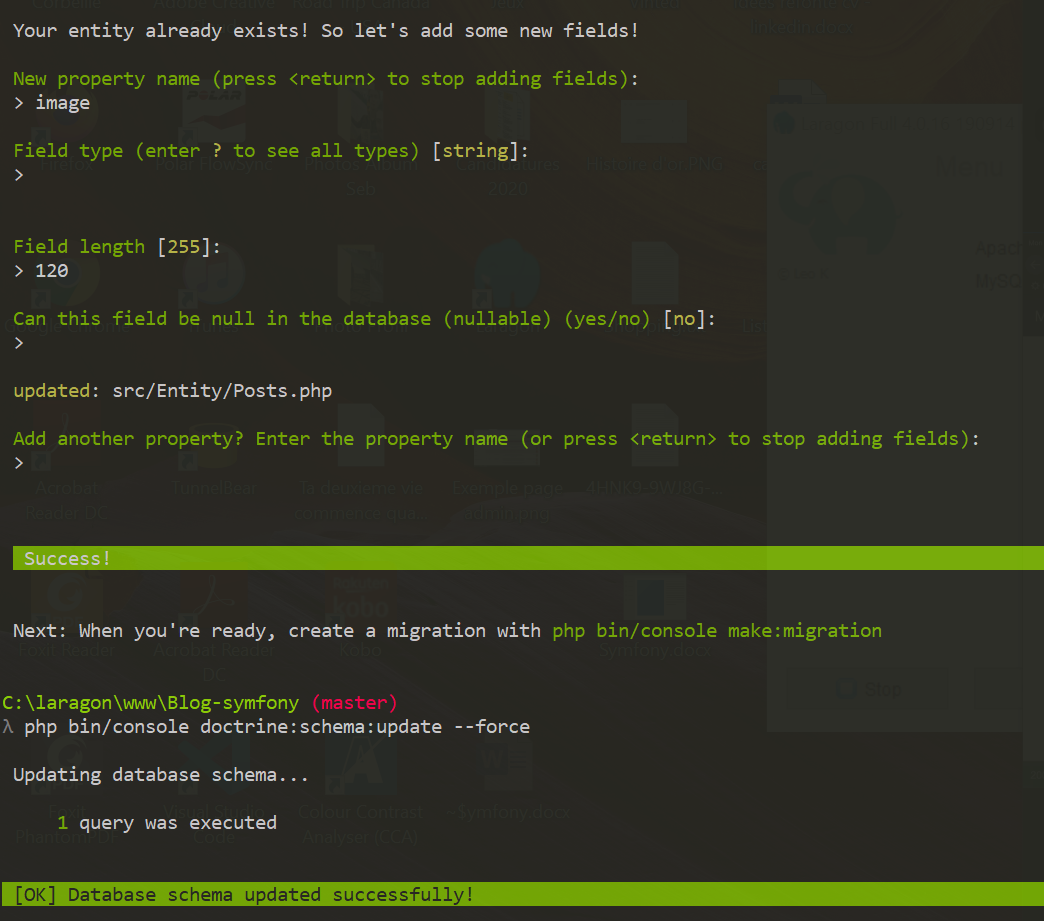 Your entity already exists! So let's add some new fields!
New property name (press <return> to stop adding fields):
> image
Field type (enter ? to see all types) [string]:
>
Field length [255]:
> 120
Can this field be null in the database (nullable) (yes/no) [no]:
>
updated: src/Entity/Posts.php
Add another property? Enter the property name (or press <return> to stop adding fields):
>
Success!
Next: When you're ready, create a migration with php bin/console make:migration
C:\laragon\www\Blog-symfony (master)
λ php bin/console doctrine:schema:update --force
Updating database schema...
1 query was executed
[OK] Database schema updated successfully!